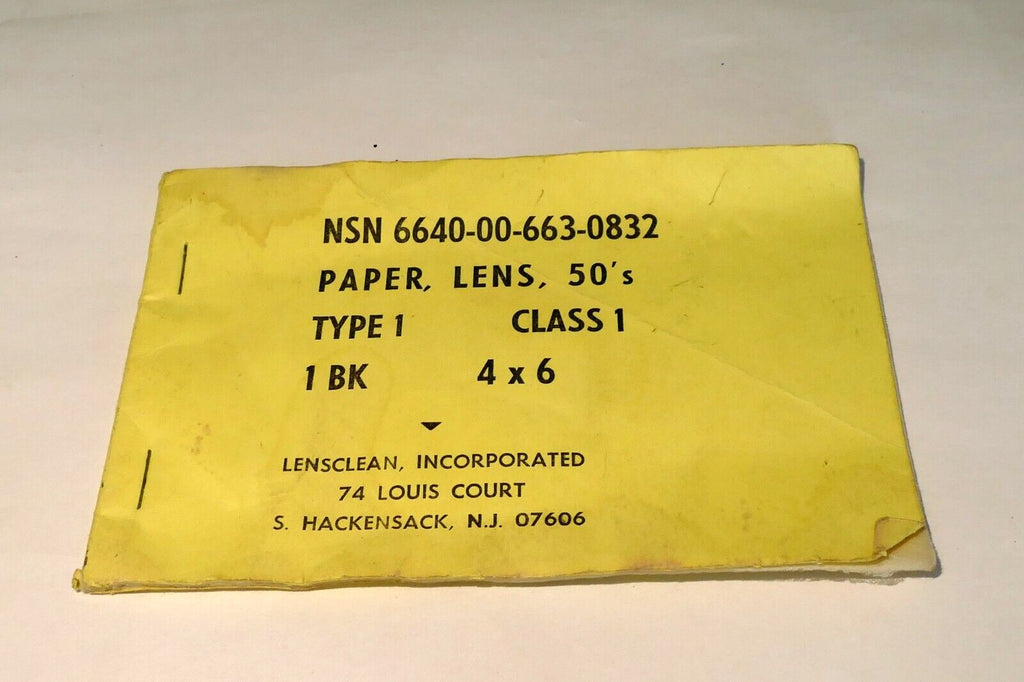 NSN 6640-00-663-0832
PAPER, LENS, 50's
TYPE 1 CLASS 1
1 BK 4 x 6
LENSCLEAN, INCORPORATED
74 LOUIS COURT
S. HACKENSACK, N.J. 07606